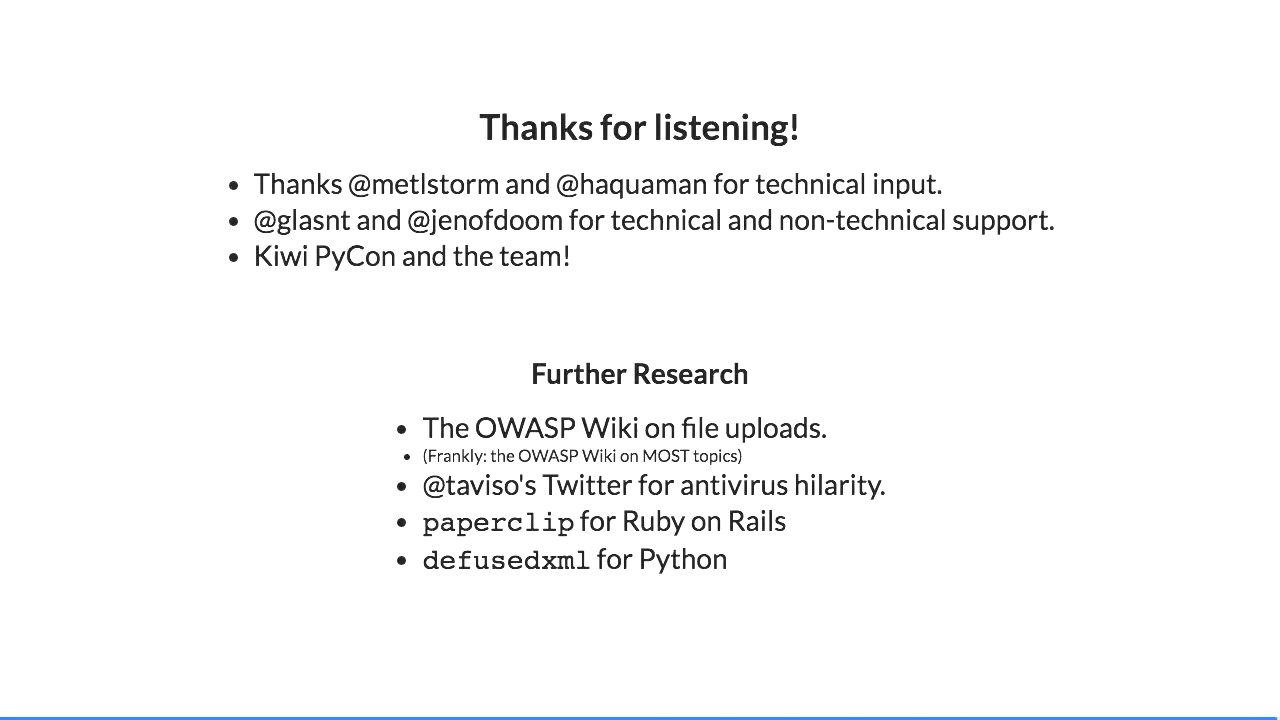 Thanks for listening!
• Thanks @metlstorm and @haquaman for technical input.
• @glasnt and @jenofdoom for technical and non-technical support.
• Kiwi PyCon and the team!
Further Research
• The OWASP Wiki on file uploads.
• (Frankly: the OWASP Wiki on MOST topics)
• @taviso's Twitter for antivirus hilarity.
• paperclip for Ruby on Rails
• defusedxml for Python